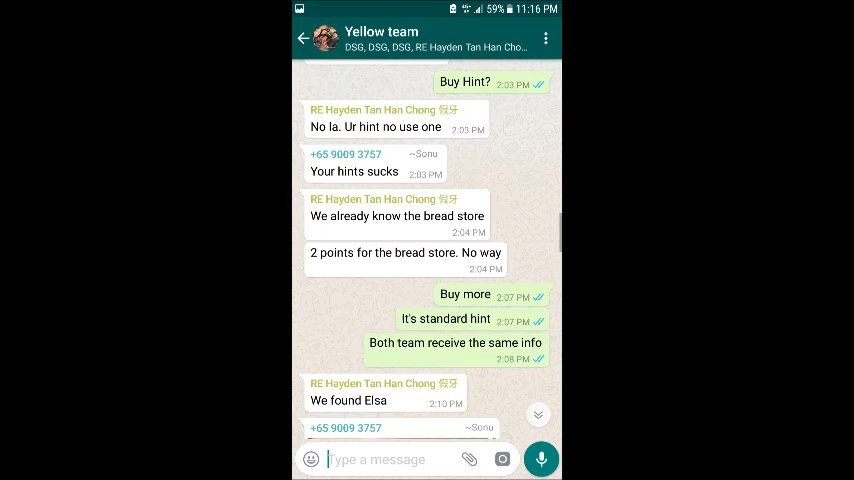 59% 11:16 PM
Yellow team
DSG, DSG, DSG, RE Hayden Tan Han Cho...
Buy Hint? 2:03 PM
RE Hayden Tan Han Chong 假牙
No la. Ur hint no use one 2:03 PM
+65 9009 3757 ~Sonu
Your hints sucks 2:03 PM
RE Hayden Tan Han Chong 假牙
We already know the bread store
2:04 PM
2 points for the bread store. No way
2:04 PM
Buy more 2:07 PM
It's standard hint 2:07 PM
Both team receive the same info
2:08 PM
RE Hayden Tan Han Chong 假牙
We found Elsa 2:10 PM
+65 9009 3757 ~Sonu
Type a message